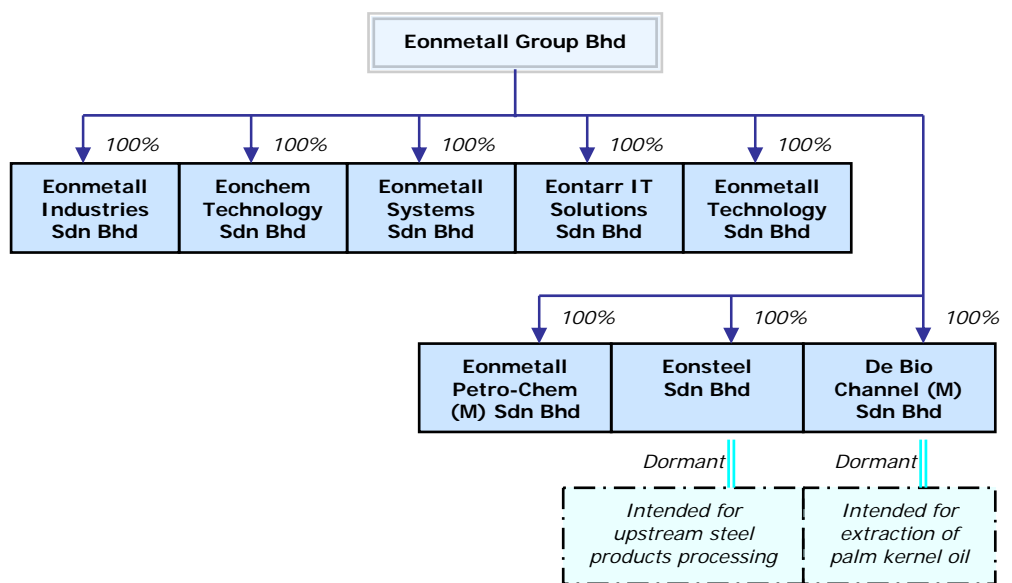 Eonmetall Group Bhd
100% 100% 100% 100% 100%
Eonmetall Industries Sdn Bhd
Eonchem Technology Sdn Bhd
Eonmetall Systems Sdn Bhd
Eontarr IT Solutions Sdn Bhd
Eonmetall Technology Sdn Bhd
100% 100% 100%
Eonmetall Petro-Chem (M) Sdn Bhd
Eonsteel Sdn Bhd
De Bio Channel (M) Sdn Bhd
Dormant
Dormant
Intended for
upstream steel
products processing
Intended for
extraction of
palm kernel oil